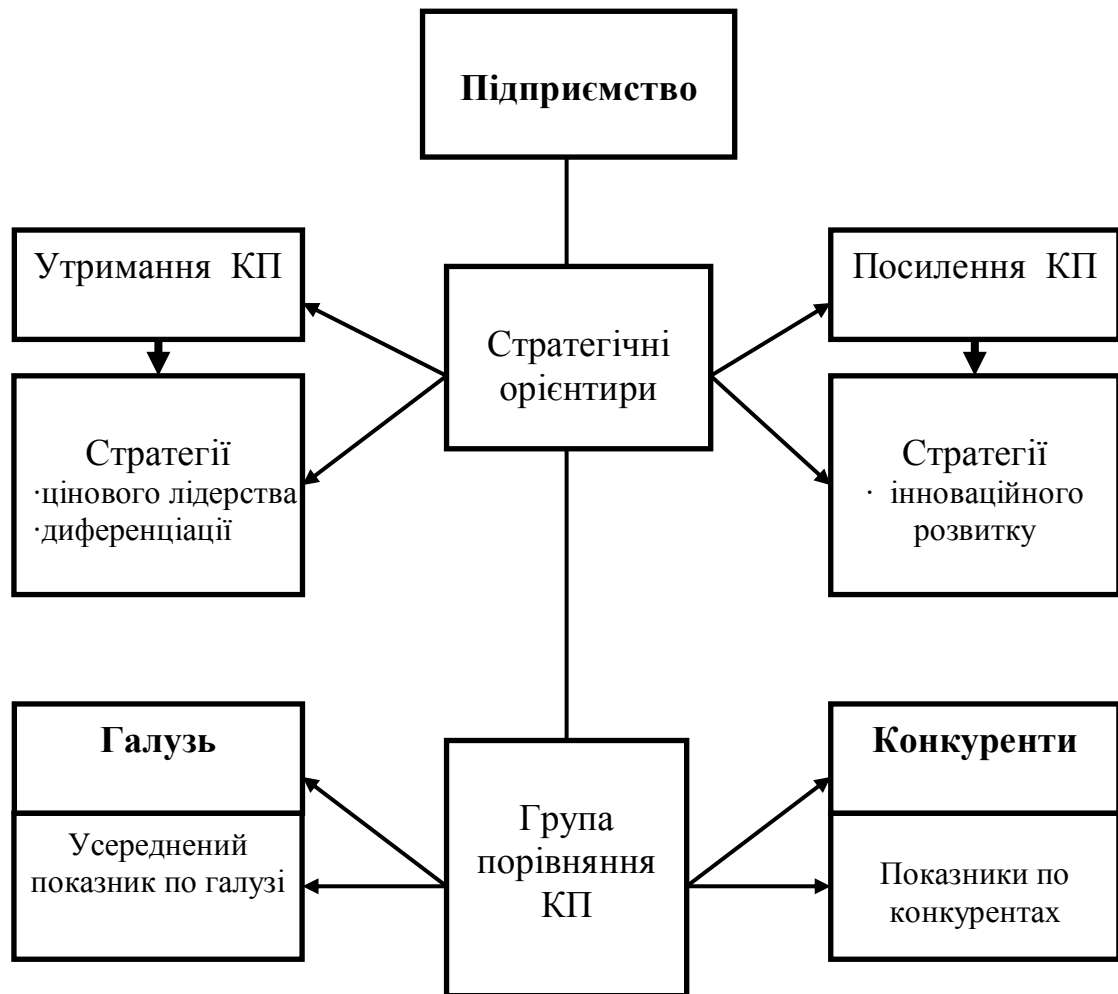 Підприємство
Утримання КП
Стратегічні
орієнтири
Посилення КП
Стратегії
·цінового лідерства
·диференціації
Стратегії
· інноваційного
розвитку
Галузь
Усереднений
показник по галузі
Група
порівняння
КП
Конкуренти
Показники по
конкурентах